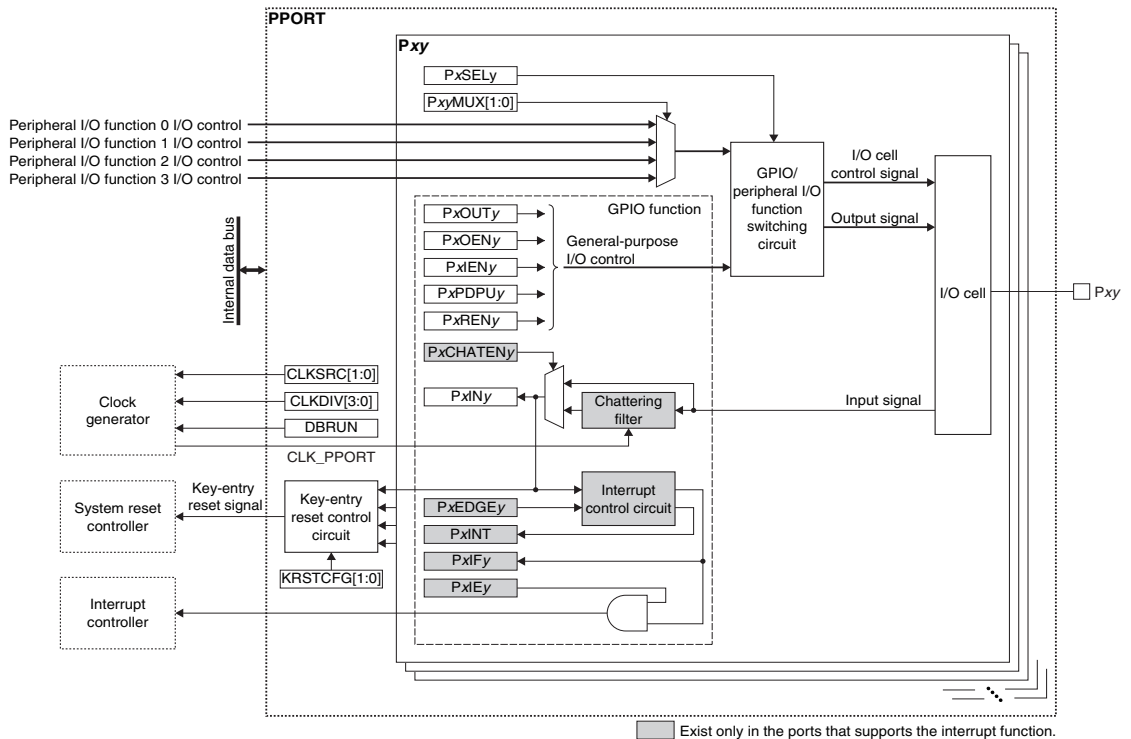 PPORT
Pxy
PxSELy
PxyMUX[1:0]
Peripheral I/O function 0 I/O control
Peripheral I/O function 1 I/O control
Peripheral I/O function 2 I/O control
Peripheral I/O function 3 I/O control
GPIO/
peripheral I/O
function
switching
circuit
I/O cell
control signal
Output signal
I/O cell
Pxy
Internal data bus
GPIO function
PxOUTy
PxOENy
PxIENy
PxPDPUy
PxRENy
General-purpose
I/O control
PxCHATENy
PxINy
Chattering
filter
Input signal
Clock
generator
CLKSRC[1:0]
CLKDIV[3:0]
DBRUN
CLK_PPORT
System reset
controller
Key-entry
reset signal
Key-entry
reset control
circuit
KRSTCFG[1:0]
PxEDGEy
PxINT
PxIFy
PxIEy
Interrupt
control circuit
Interrupt
controller
Exist only in the ports that supports the interrupt function.